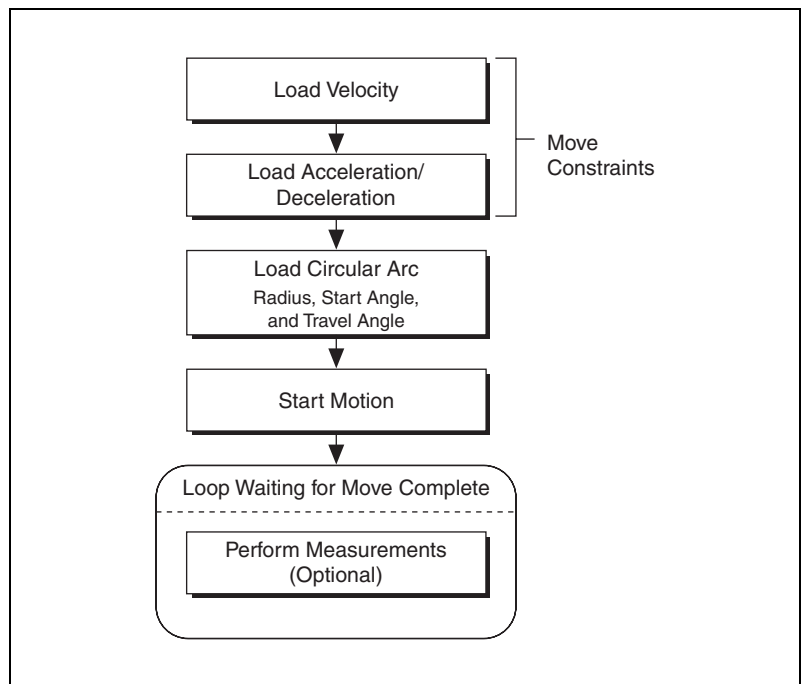 Load Velocity
Load Acceleration/
Deceleration
Move
Constraints
Load Circular Arc
Radius, Start Angle,
and Travel Angle
Start Motion
Loop Waiting for Move Complete
Perform Measurements
(Optional)